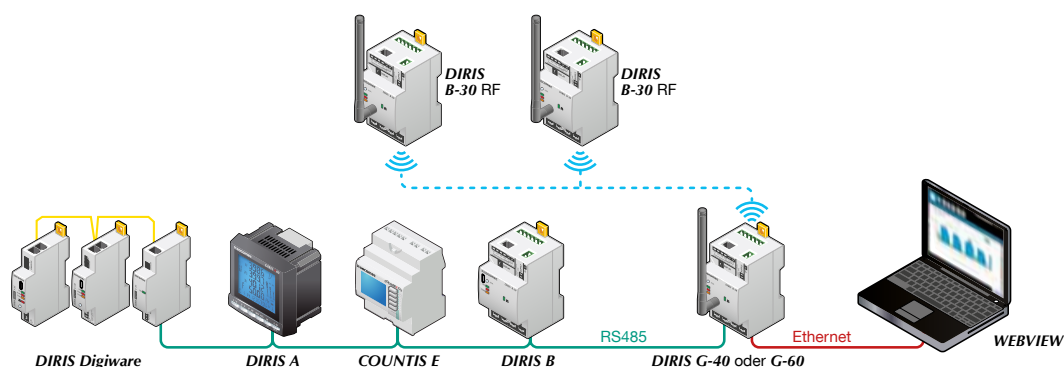 DIRIS
B-30 RF
DIRIS
B-30 RF
RS485
Ethernet
WEBVIEW
DIRIS Digiware
DIRIS A
COUNTIS E
DIRIS B
DIRIS G-40 oder G-60